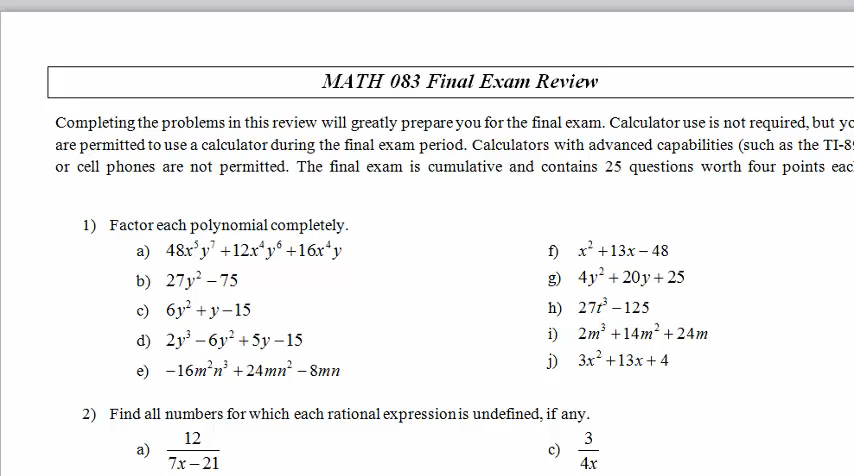 MATH 083 Final Exam Review
Completing the problems in this review will greatly prepare you for the final exam. Calculator use is not required, but
are permitted to use a calculator during the final exam period. Calculators with advanced capabilities (such as the
or cell phones are not permitted. The final exam is cumulative and contains 25 questions worth four points
1) Factor each polynomial completely.
a) 48x⁵y⁷ +12x⁴y⁶ +16x⁴y
b) 27y² – 75
c) 6y² + y – 15
d) 2y³ – 6y² + 5y – 15
e) –16m²n³ + 24mn² – 8mn
f) x² +13x – 48
g) 4y² + 20y + 25
h) 27t³ – 125
i) 2m³ +14m² + 24m
j) 3x² +13x + 4
2) Find all numbers for which each rational expression is undefined, if any.
a) 12
7x – 21
c) 3
4x